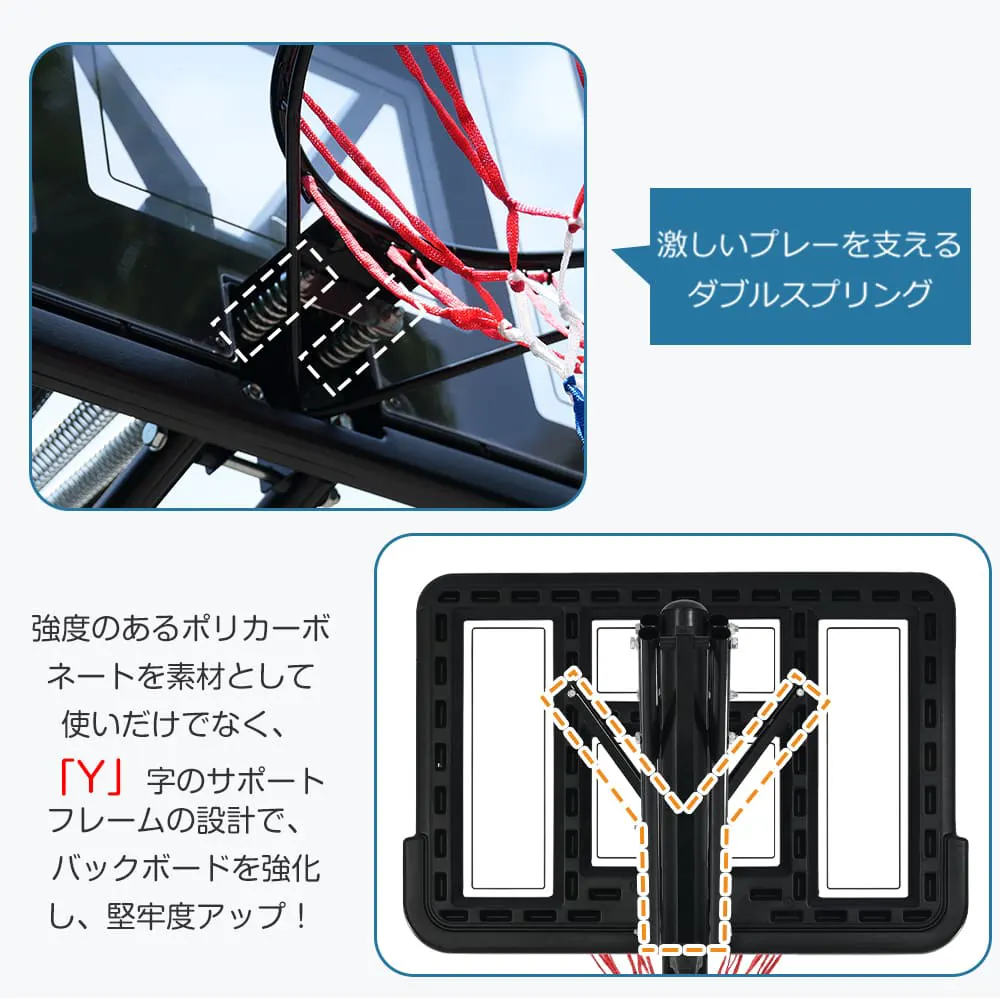 激しいプレーを支える
ダブルスプリング
強度のあるポリカーボ
ネートを素材として
使いだけでなく、
「Y」字のサポート
フレームの設計で、
バックボードを強化
し、堅牢度アップ！